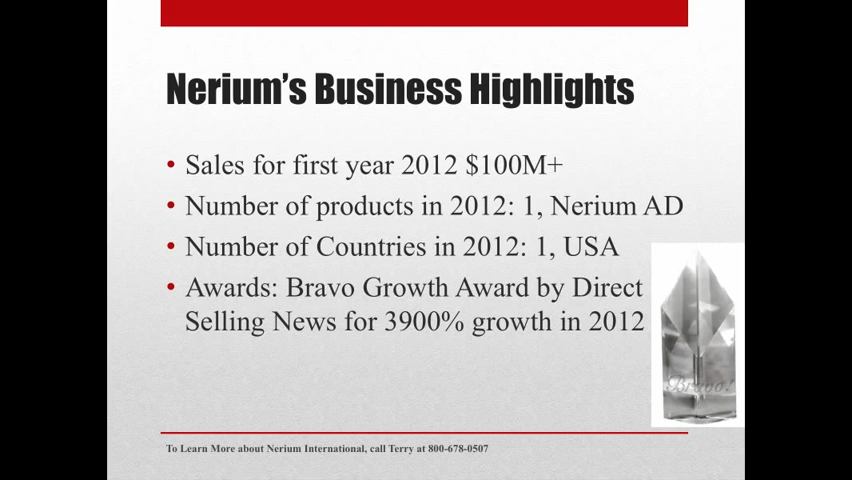 Nerium’s Business Highlights
• Sales for first year 2012 $100M+
• Number of products in 2012: 1, Nerium AD
• Number of Countries in 2012: 1, USA
• Awards: Bravo Growth Award by Direct
Selling News for 3900% growth in 2012
Bravo!
To Learn More about Nerium International, call Terry at 800-678-0507